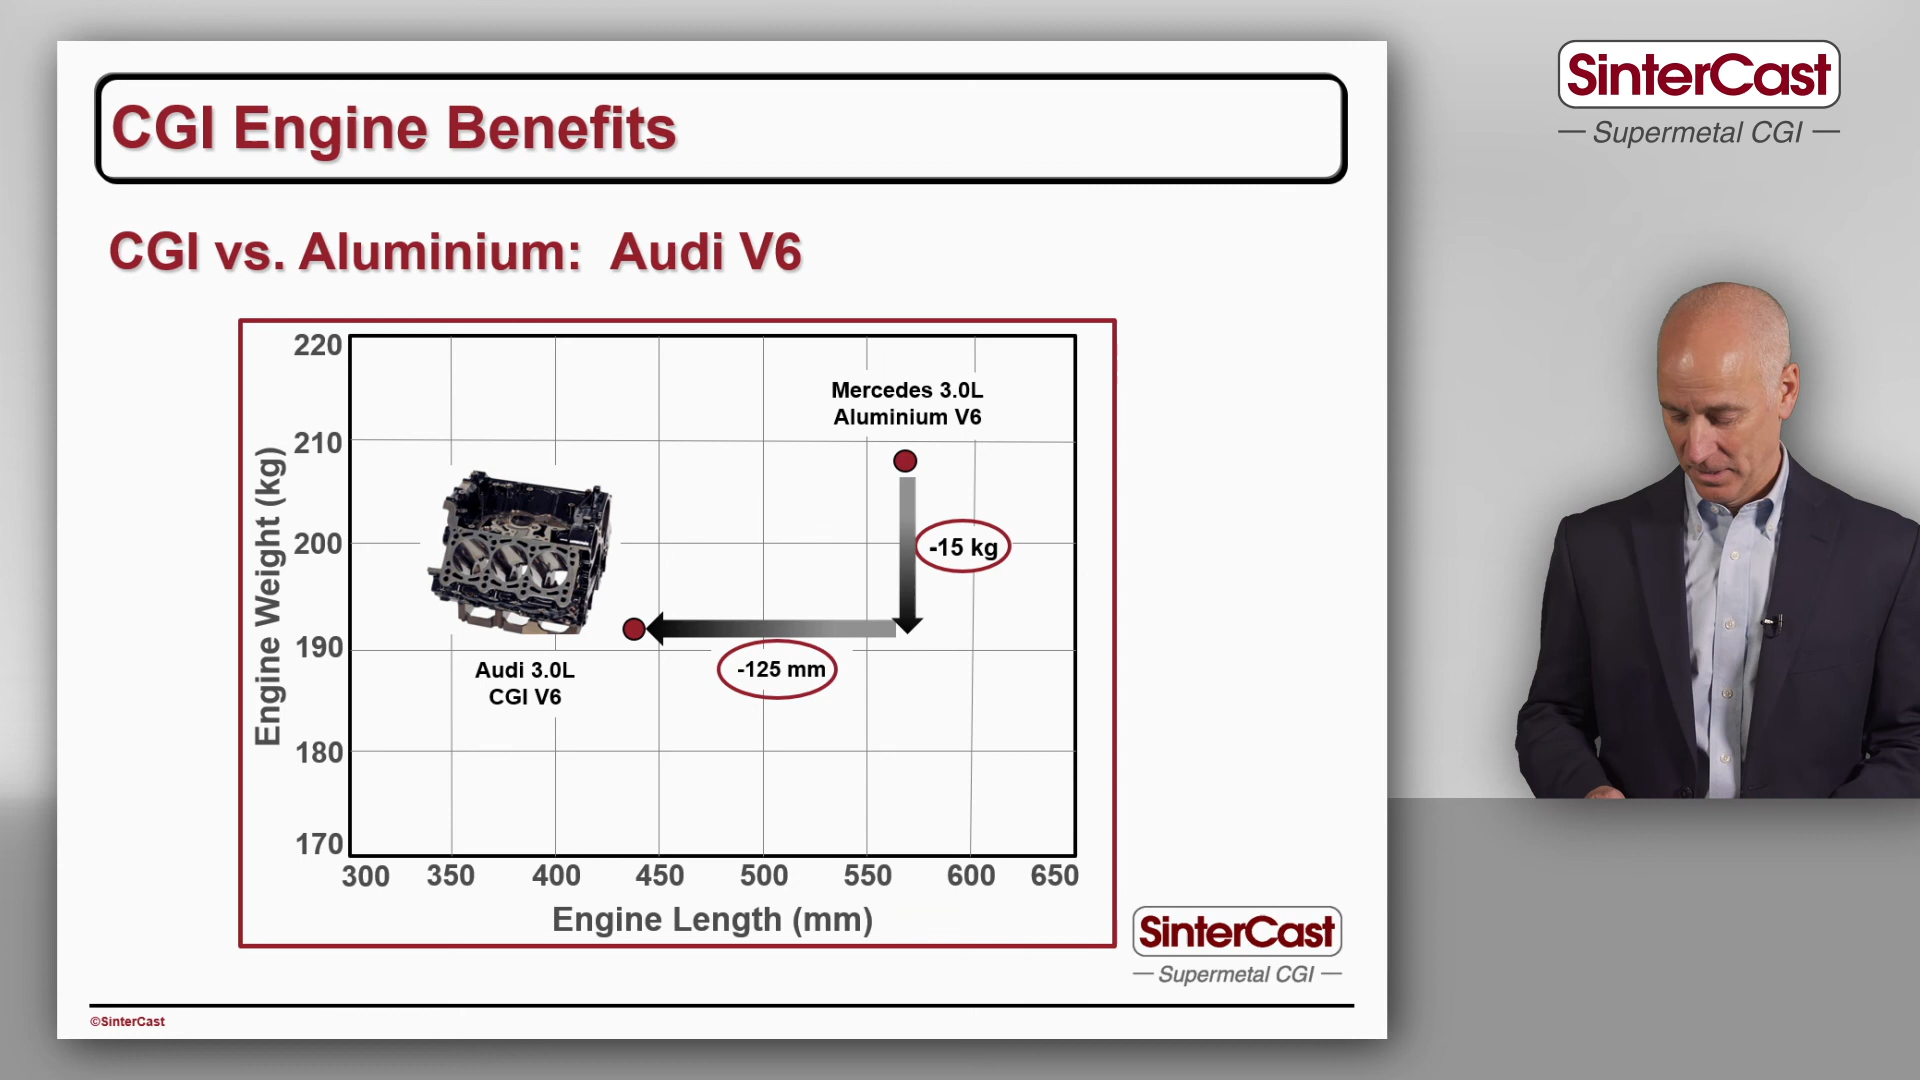 CGI Engine Benefits
CGI vs. Aluminium: Audi V6
220
210
200
190
180
170
Engine Weight (kg)
Mercedes 3.0L
Aluminium V6
-15 kg
-125 mm
Audi 3.0L
CGI V6
300 350 400 450 500 550 600 650
Engine Length (mm)
SinterCast
— Supermetal CGI —
©SinterCast
SinterCast
— Supermetal CGI —